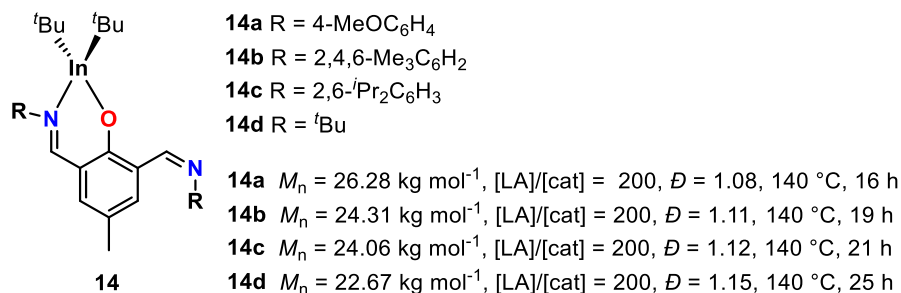 ᵗBu ᵗBu
In
R N O
N
R
14
14a R = 4-MeOC₆H₄
14b R = 2,4,6-Me₃C₆H₂
14c R = 2,6-ⁱPr₂C₆H₃
14d R = ᵗBu
14a Mₙ = 26.28 kg mol⁻¹, [LA]/[cat] = 200, Đ = 1.08, 140 °C, 16 h
14b Mₙ = 24.31 kg mol⁻¹, [LA]/[cat] = 200, Đ = 1.11, 140 °C, 19 h
14c Mₙ = 24.06 kg mol⁻¹, [LA]/[cat] = 200, Đ = 1.12, 140 °C, 21 h
14d Mₙ = 22.67 kg mol⁻¹, [LA]/[cat] = 200, Đ = 1.15, 140 °C, 25 h